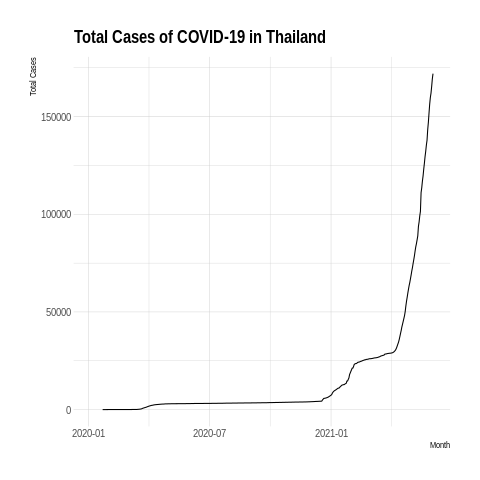 Total Cases of COVID-19 in Thailand
Total Cases
150000
100000
50000
0
2020-01 2020-07 2021-01
Month